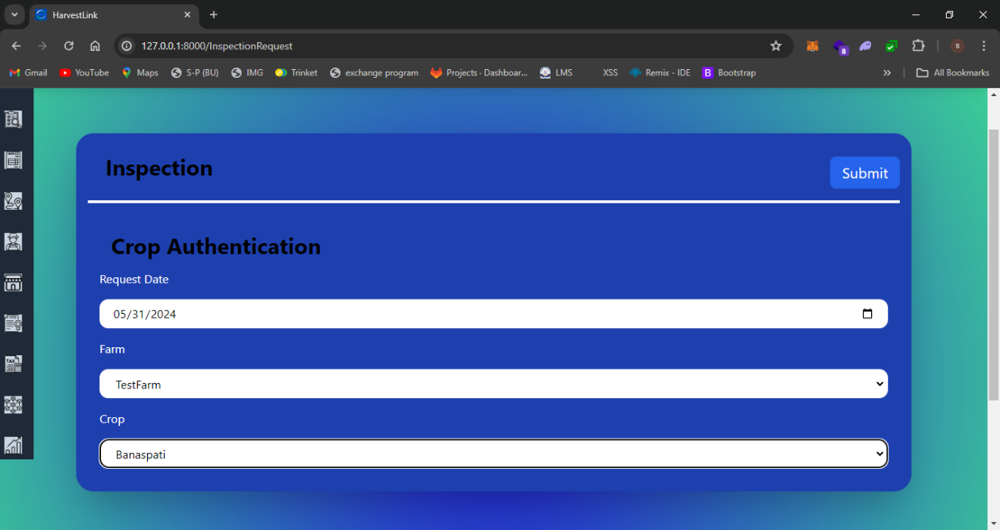 HarvestLink
127.0.0.1:8000/InspectionRequest
8
s
Gmail
YouTube
Maps
S-P (BU)
IMG
Trinket
exchange program
Projects · Dashboar...
LMS
XSS
Remix - IDE
B
Bootstrap
All Bookmarks
Inspection
Submit
Crop Authentication
Request Date
05/31/2024
Farm
TestFarm
TAX
Crop
Banaspati